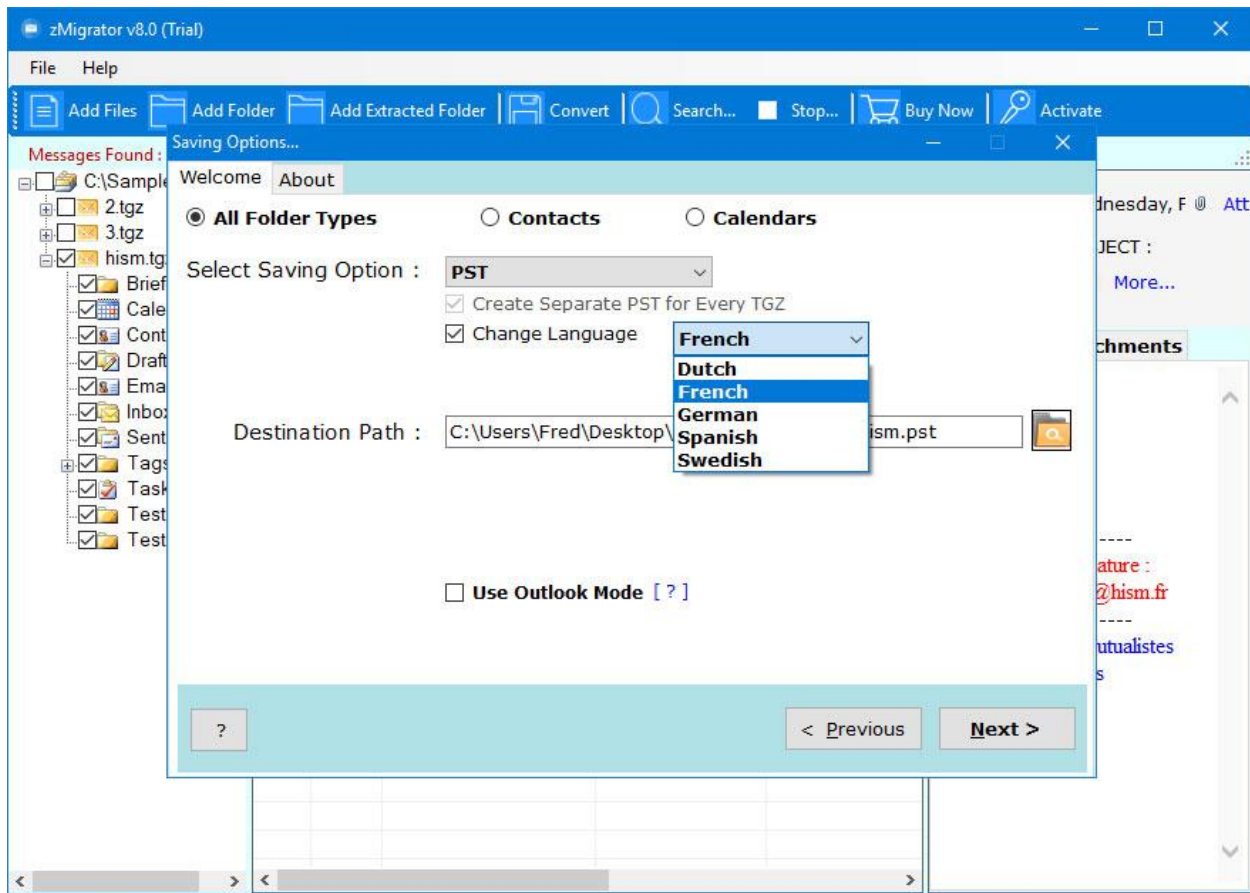 zMigrator v8.0 (Trial)
File Help
Add Files Add Folder Add Extracted Folder Convert Search... Stop... Buy Now Activate
Messages Found :
C:\Sample
2.tgz
3.tgz
hism.tg
Brief
Cale
Cont
Draft
Ema
Inbo
Sent
Tags
Task
Test
Test
Saving Options...
Welcome About
All Folder Types Contacts Calendars
Select Saving Option : PST
Create Separate PST for Every TGZ
Change Language French
Dutch
French
German
Spanish
Swedish
Destination Path : C:\Users\Fred\Desktop\ ism.pst
Use Outlook Mode [ ? ]
? < Previous Next >
dnesday, F Att
JECT :
More...
chments
----
ature :
@hism.fr
----
utualistes
s